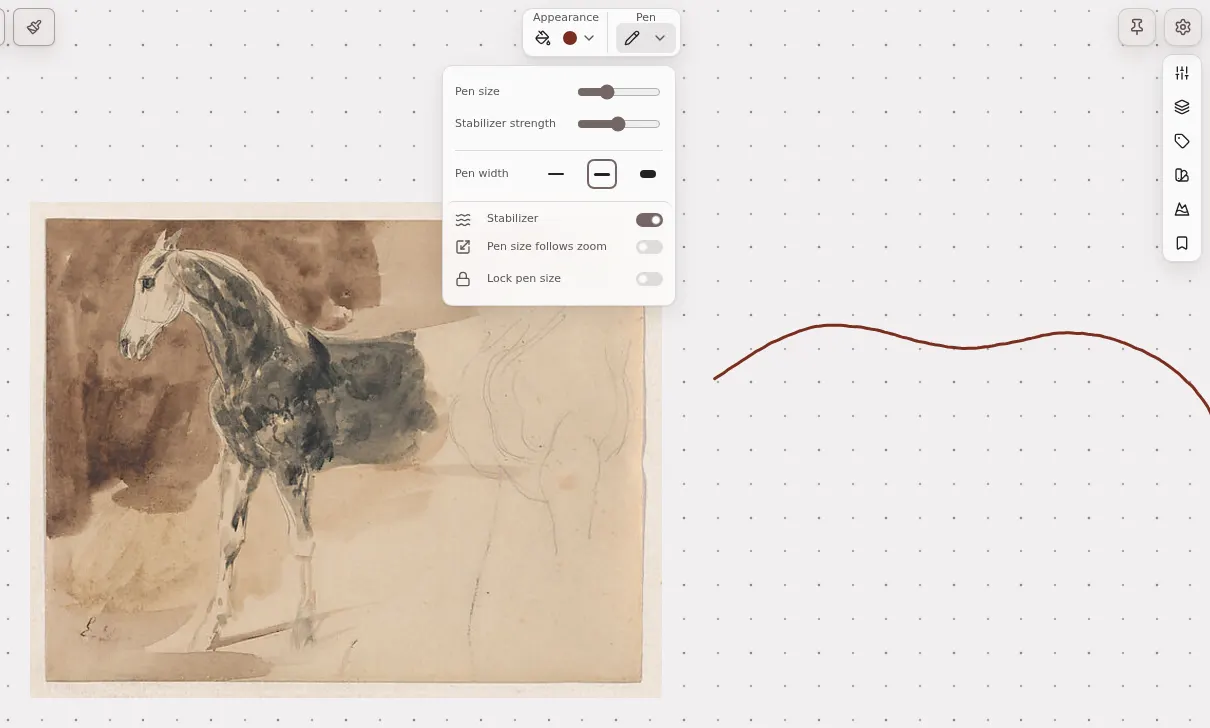 Appearance
Pen
Pen size
Stabilizer strength
Pen width
Stabilizer
Pen size follows zoom
Lock pen size